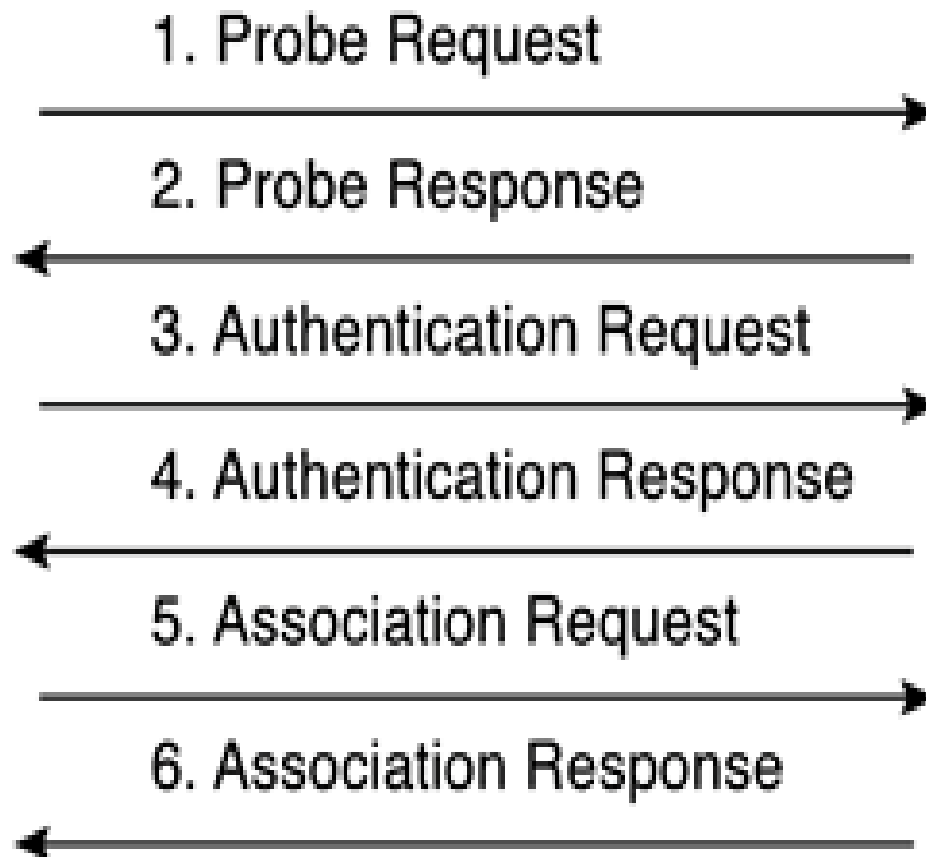 1. Probe Request
2. Probe Response
3. Authentication Request
4. Authentication Response
5. Association Request
6. Association Response